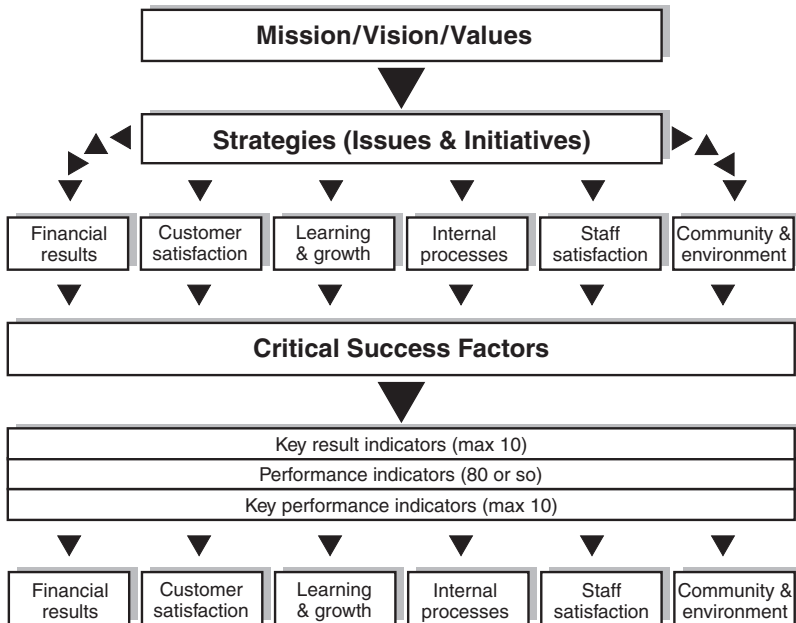 Mission/Vision/Values
Strategies (Issues & Initiatives)
Financial
results
Customer
satisfaction
Learning
& growth
Internal
processes
Staff
satisfaction
Community &
environment
Critical Success Factors
Key result indicators (max 10)
Performance indicators (80 or so)
Key performance indicators (max 10)
Financial
results
Customer
satisfaction
Learning
& growth
Internal
processes
Staff
satisfaction
Community &
environment